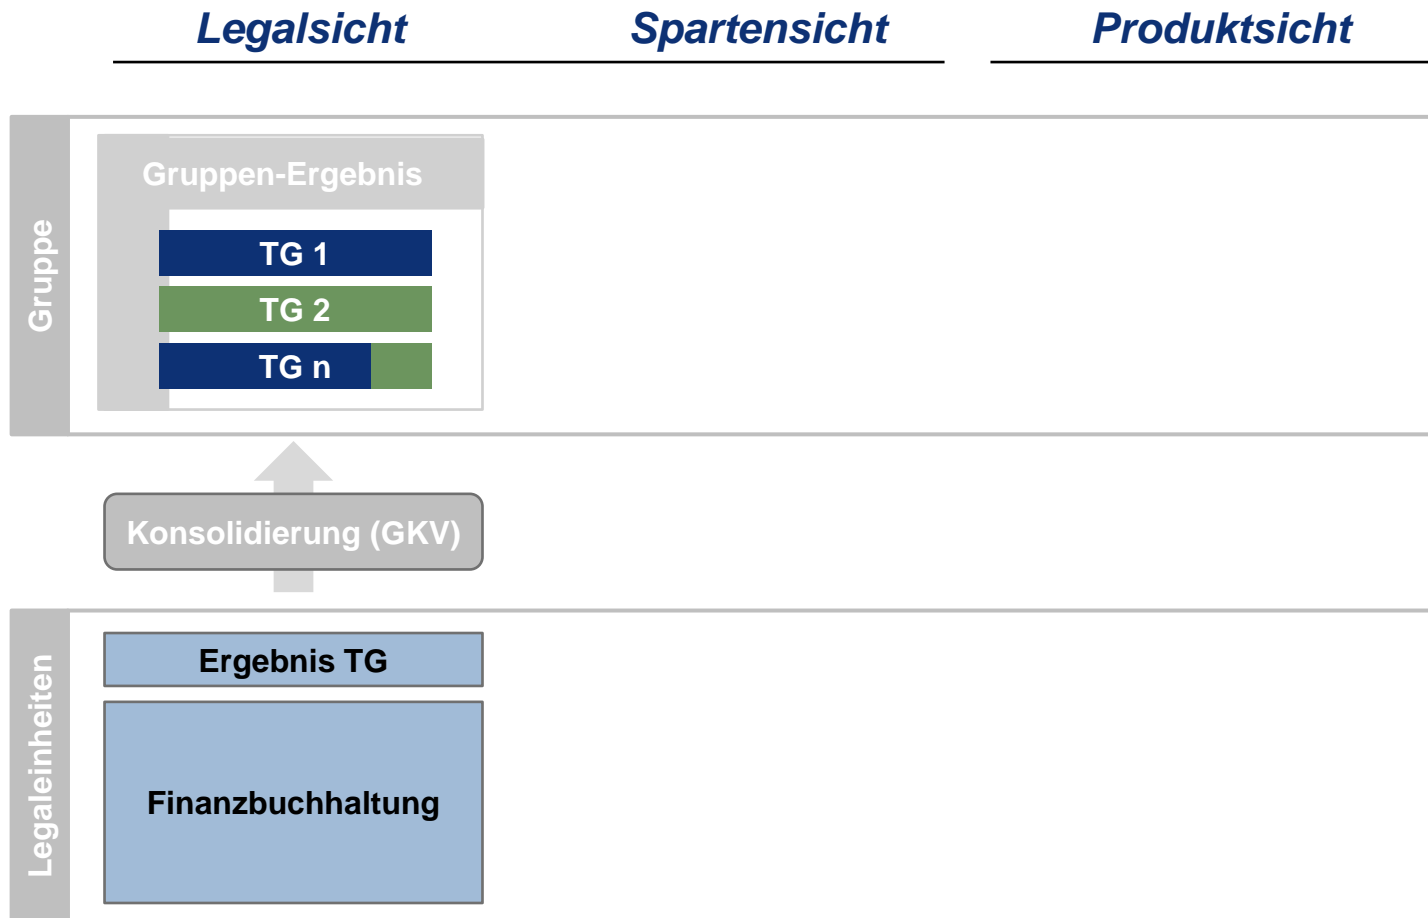 Legalsicht
Spartensicht
Produktsicht
Gruppe
Gruppen-Ergebnis
TG 1
TG 2
TG n
Konsolidierung (GKV)
Legaleinheiten
Ergebnis TG
Finanzbuchhaltung